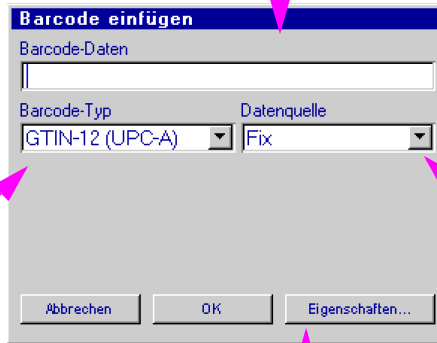 Barcode einfügen
Barcode-Daten
Barcode-Typ Datenquelle
GTIN-12 (UPC-A) Fix
Abbrechen OK Eigenschaften...